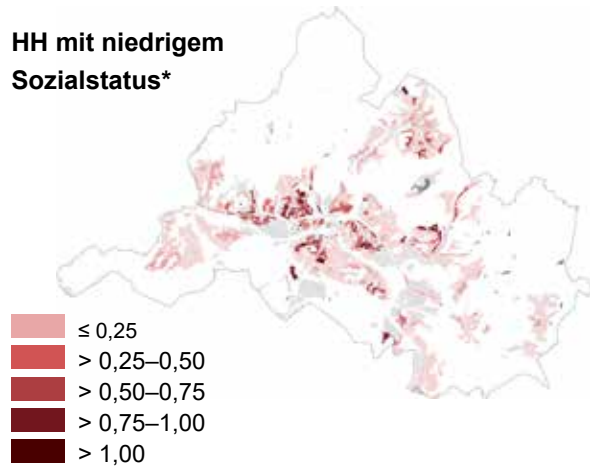 HH mit niedrigem
Sozialstatus*
≤ 0,25
> 0,25–0,50
> 0,50–0,75
> 0,75–1,00
> 1,00